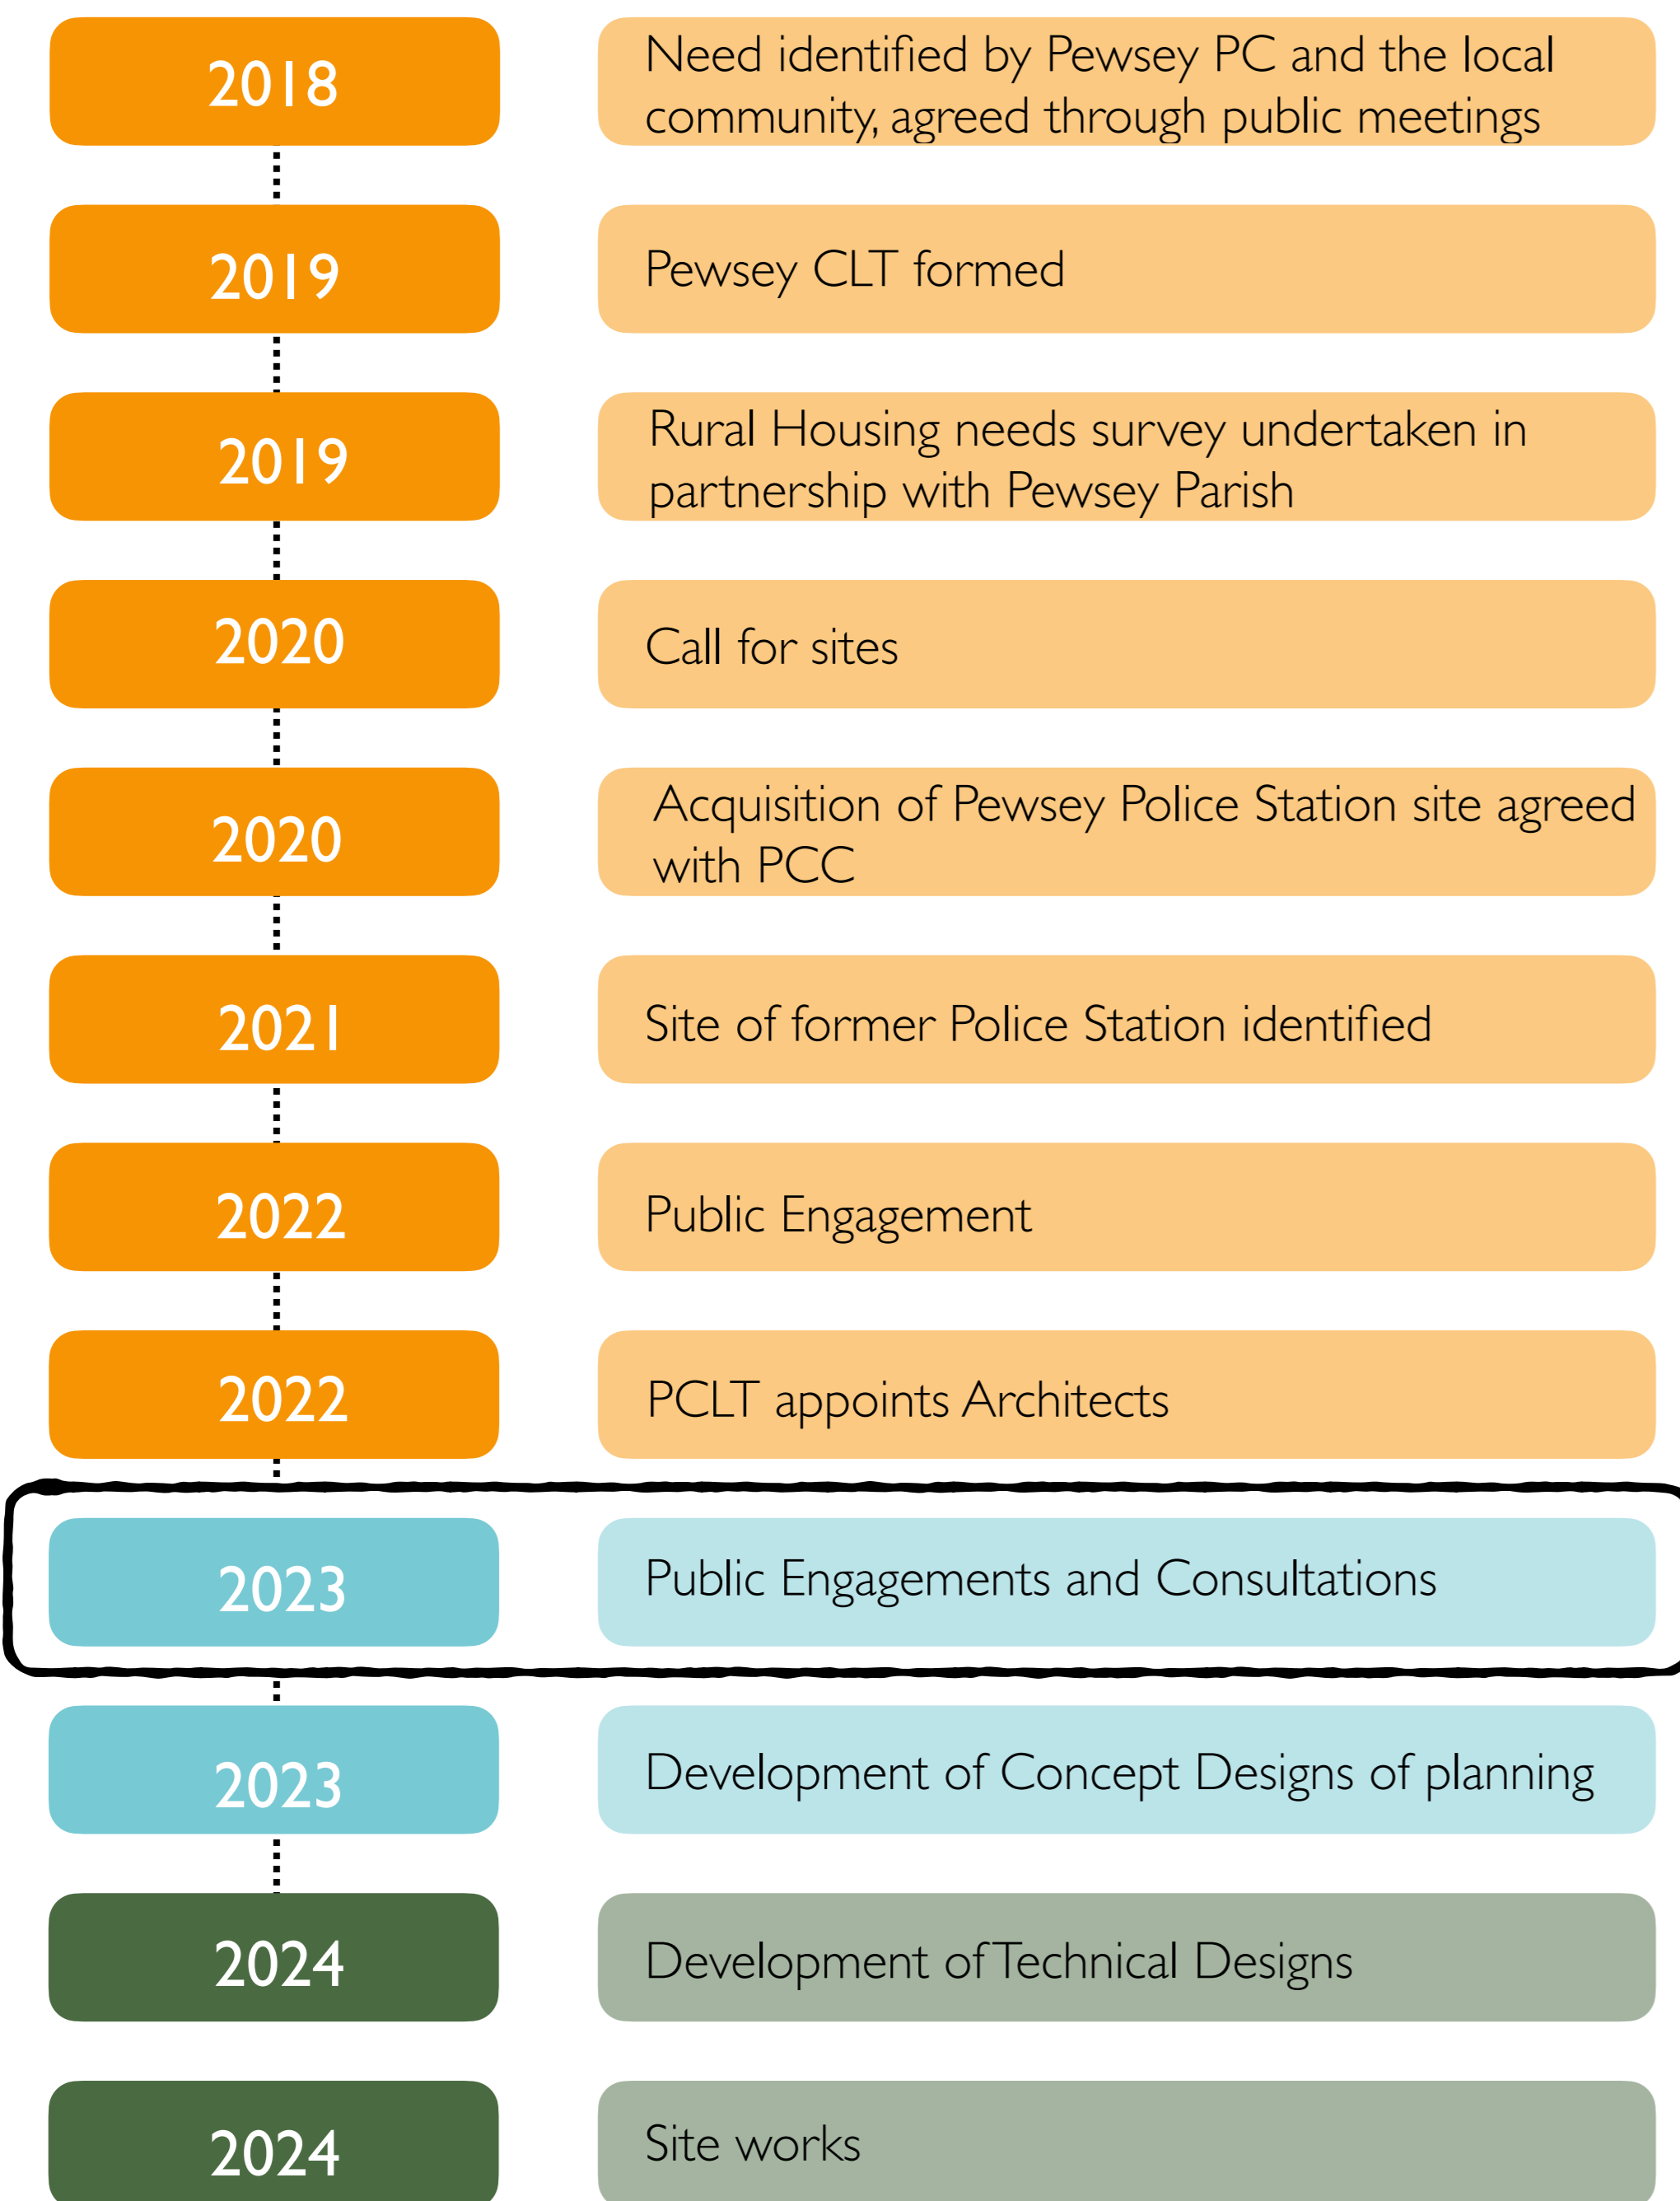 2018
Need identified by Pewsey PC and the local
community, agreed through public meetings
2019
Pewsey CLT formed
2019
Rural Housing needs survey undertaken in
partnership with Pewsey Parish
2020
Call for sites
2020
Acquisition of Pewsey Police Station site agreed
with PCC
2021
Site of former Police Station identified
2022
Public Engagement
2022
PCLT appoints Architects
2023
Public Engagements and Consultations
2023
Development of Concept Designs of planning
2024
Development of Technical Designs
2024
Site works